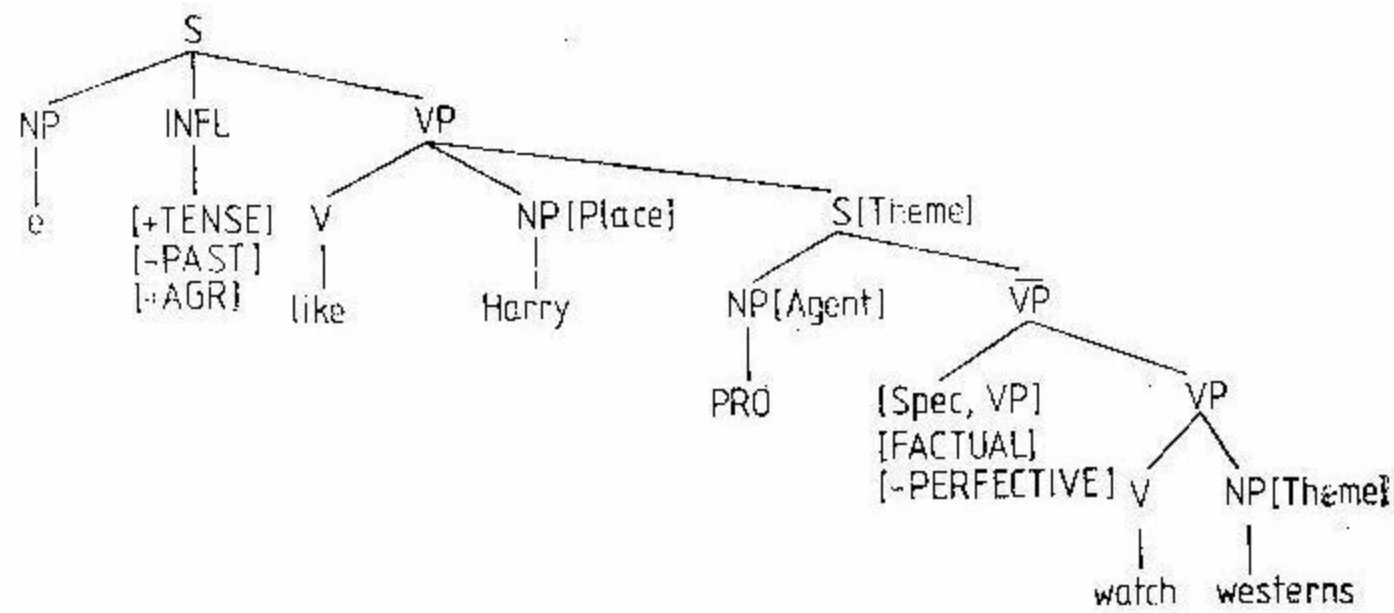 S
NP INFL VP
e [+TENSE] V NP[Place] S[Theme]
[-PAST]
[+AGR] like Harry NP[Agent] VP
PRO [Spec, VP] VP
[FACTUAL]
[-PERFECTIVE] V NP[Theme]
watch westerns